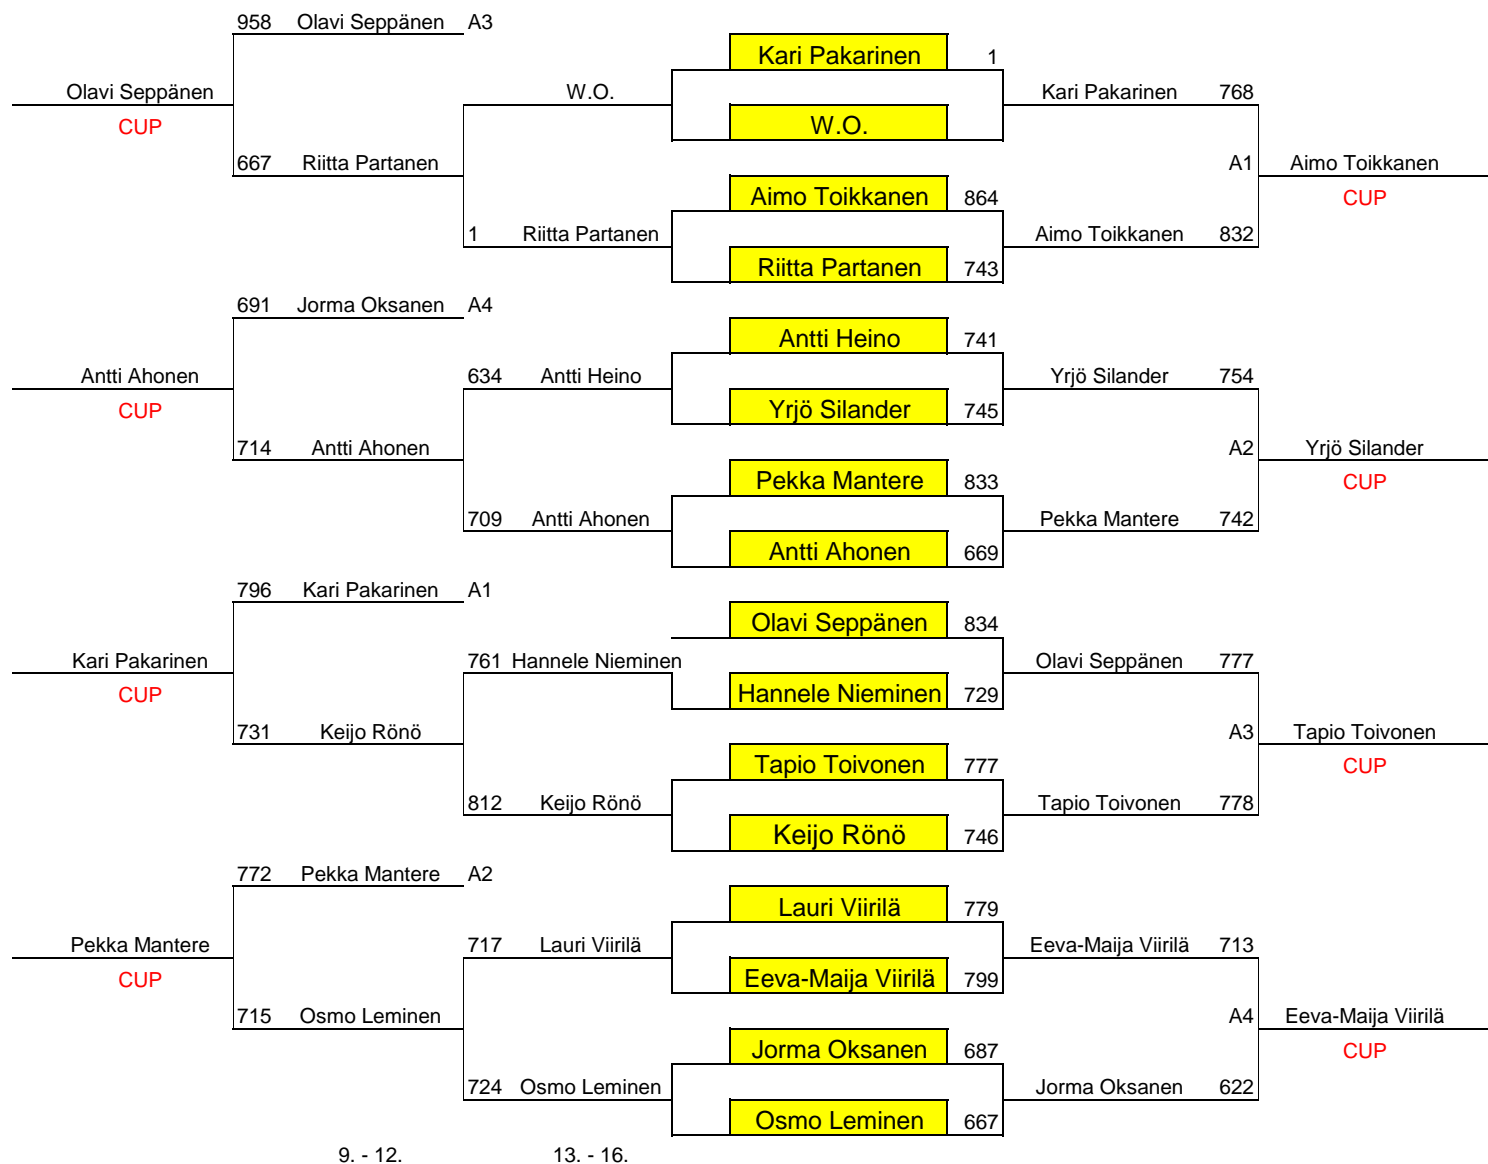 958 Olavi Seppänen A3
Kari Pakarinen 1
Olavi Seppänen W.O. Kari Pakarinen 768
CUP W.O.
667 Riitta Partanen A1 Aimo Toikkanen
Aimo Toikkanen 864 CUP
1 Riitta Partanen Aimo Toikkanen 832
Riitta Partanen 743
691 Jorma Oksanen A4
Antti Heino 741
Antti Ahonen 634 Antti Heino Yrjö Silander 754
CUP Yrjö Silander 745
714 Antti Ahonen A2 Yrjö Silander
Pekka Mantere 833 CUP
709 Antti Ahonen Pekka Mantere 742
Antti Ahonen 669
796 Kari Pakarinen A1
Olavi Seppänen 834
Kari Pakarinen 761 Hannele Nieminen Olavi Seppänen 777
CUP Hannele Nieminen 729
731 Keijo Rönö A3 Tapio Toivonen
Tapio Toivonen 777 CUP
812 Keijo Rönö Tapio Toivonen 778
Keijo Rönö 746
772 Pekka Mantere A2
Lauri Viirilä 779
Pekka Mantere 717 Lauri Viirilä Eeva-Maija Viirilä 713
CUP Eeva-Maija Viirilä 799
715 Osmo Leminen A4 Eeva-Maija Viirilä
Jorma Oksanen 687 CUP
724 Osmo Leminen Jorma Oksanen 622
Osmo Leminen 667
9. - 12. 13. - 16.